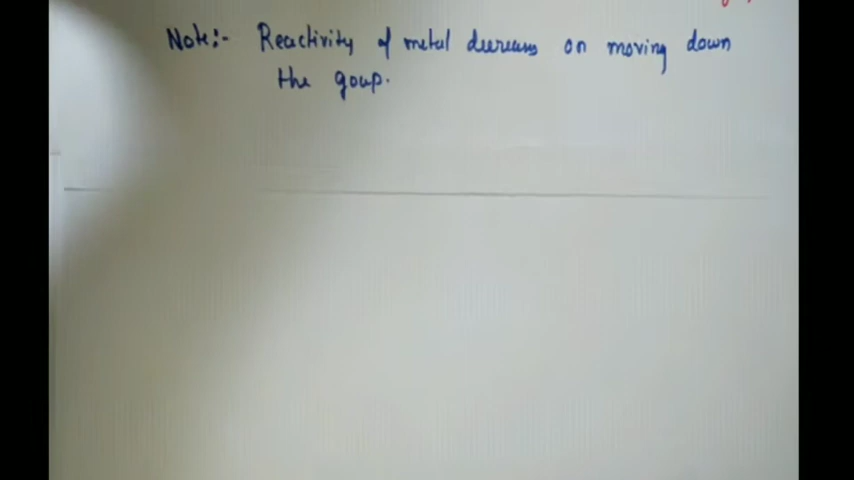 Note:- Reactivity of metal decreases on moving down
the goup.